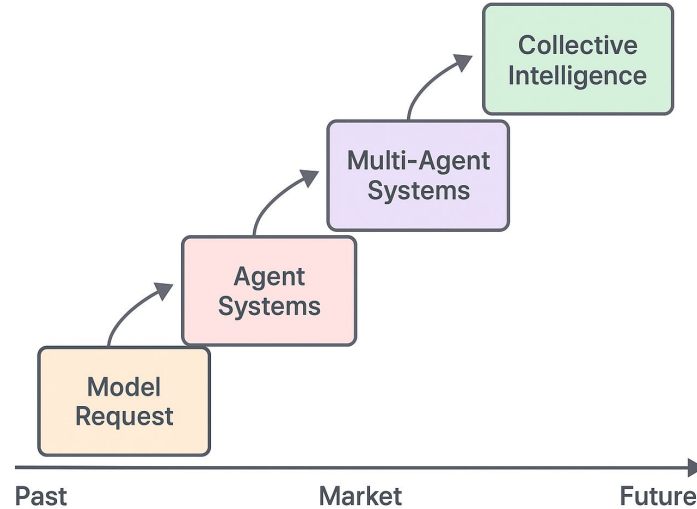 Collective
Intelligence
Multi-Agent
Systems
Agent
Systems
Model
Request
Past
Market
Future